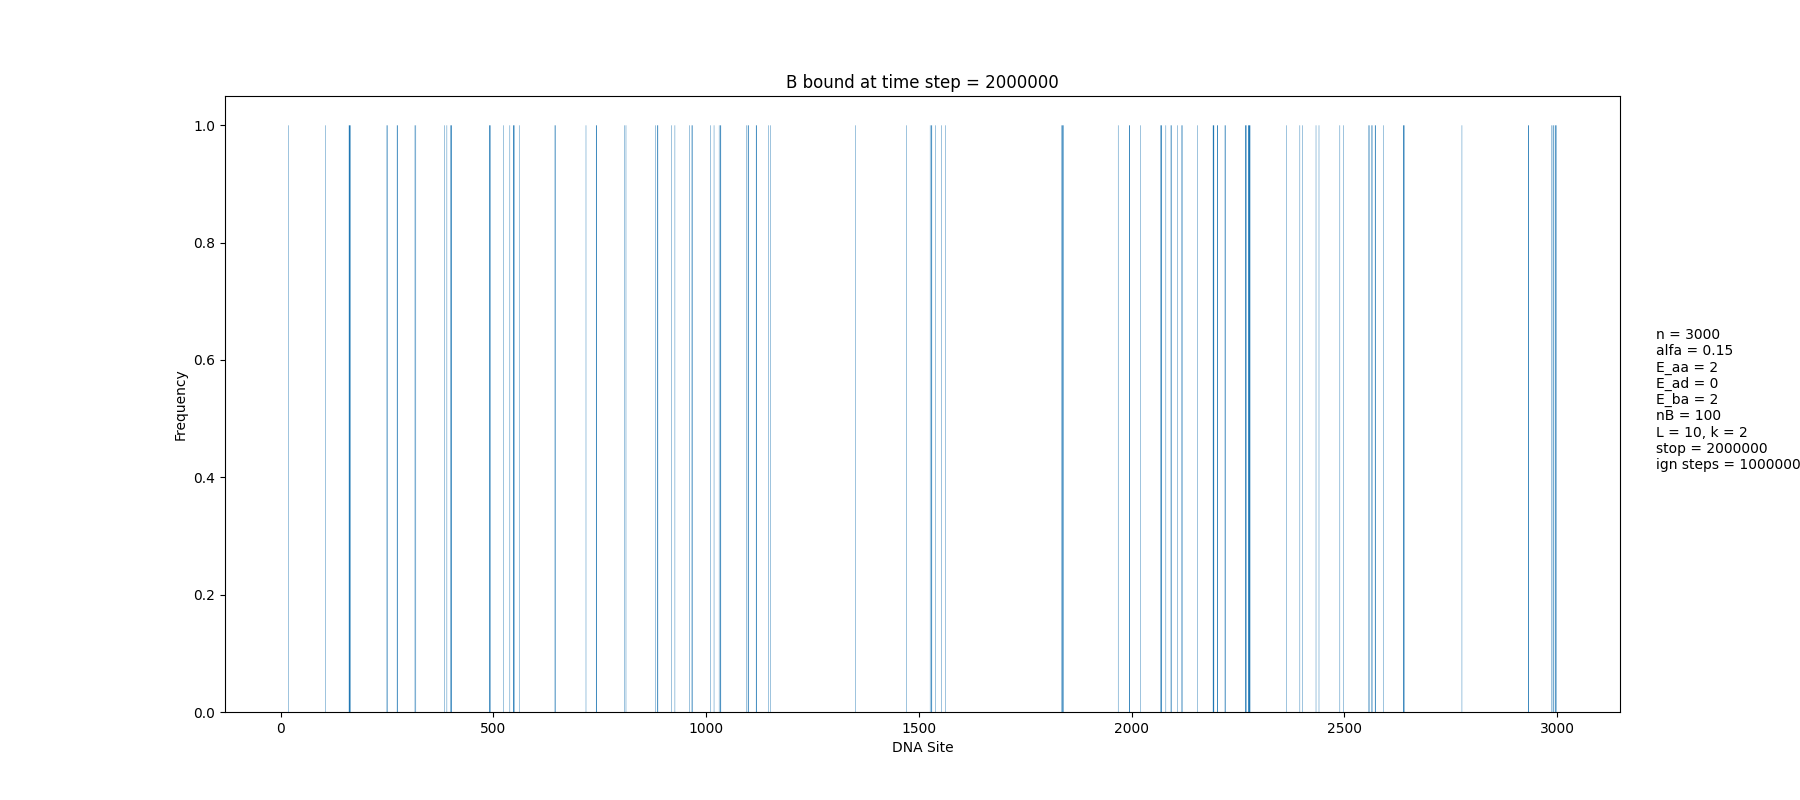 B bound at time step = 2000000
1.0
0.8
0.6
0.4
0.2
0.0
Frequency
0 500 1000 1500 2000 2500 3000
DNA Site
n = 3000
alfa = 0.15
E_aa = 2
E_ad = 0
E_ba = 2
nB = 100
L = 10, k = 2
stop = 2000000
ign steps = 1000000